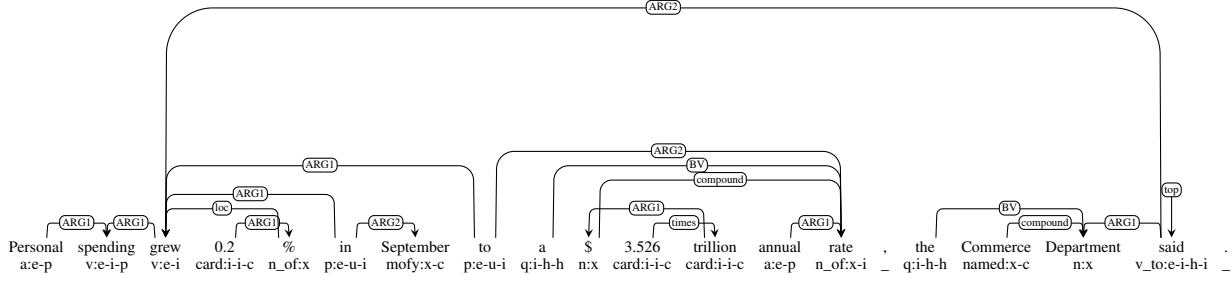 ARG2
ARG1 ARG2
BV
compound
ARG1
loc top
ARG1 ARG1 ARG1 ARG2 ARG1 times ARG1 BV compound ARG1
Personal spending grew 0.2 % in September to a $ 3.526 trillion annual rate , the Commerce Department said .
a:e-p v:e-i-p v:e-i card:i-i-c n_of:x p:e-u-i mofy:x-c p:e-u-i q:i-h-h n:x card:i-i-c card:i-i-c a:e-p n_of:x-i _ q:i-h-h named:x-c n:x v_to:e-i-h-i _